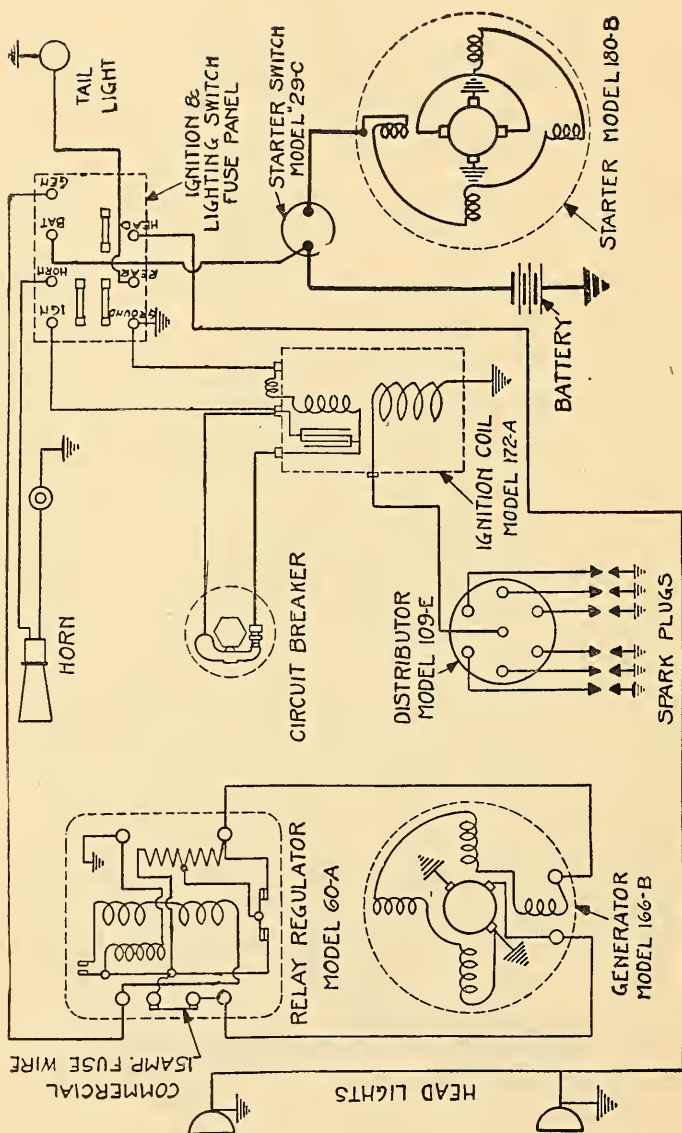 TAIL
LIGHT
IGNITION &
LIGHTING SWITCH
FUSE PANEL
GEN
BAT
HORN
IGN
HEAD
REAR
GROUND
STARTER SWITCH
MODEL "29-C
STARTER MODEL 180-B
BATTERY
HORN
CIRCUIT BREAKER
IGNITION COIL
MODEL 172-A
DISTRIBUTOR
MODEL 109-E
SPARK PLUGS
RELAY REGULATOR
MODEL 60-A
GENERATOR
MODEL 166-B
COMMERCIAL
15AMP. FUSE WIRE
HEAD LIGHTS